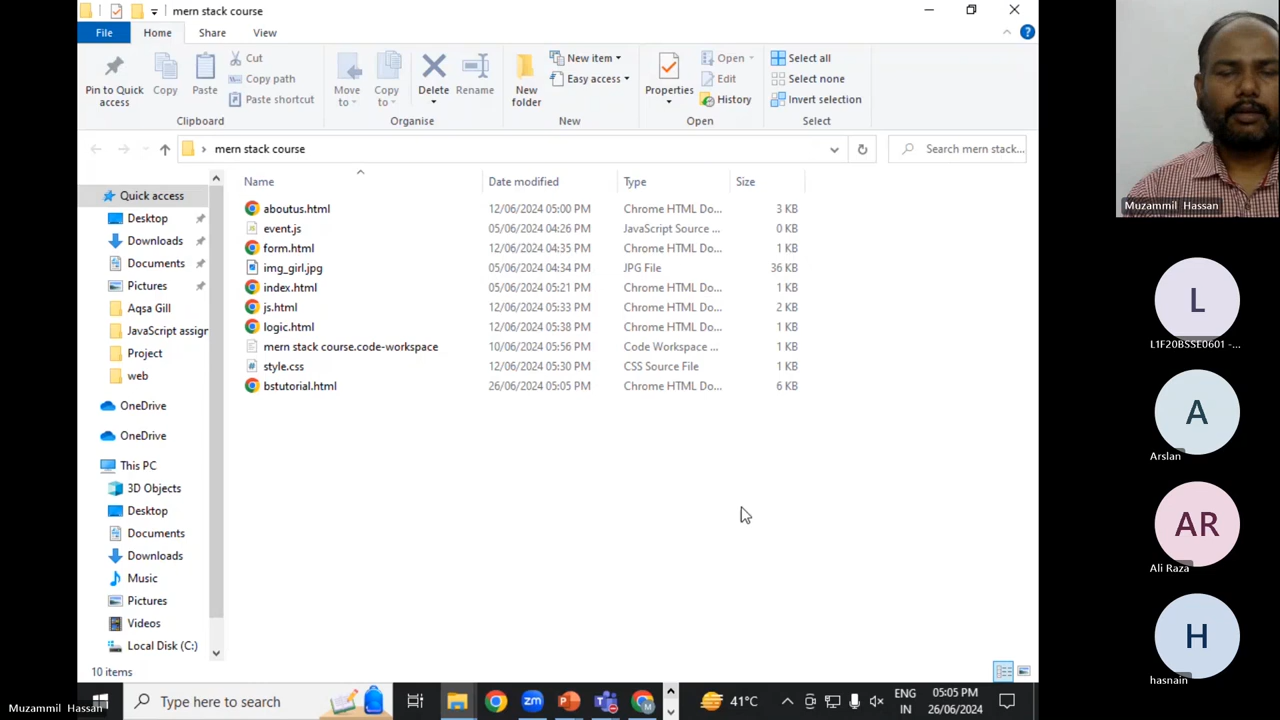 mern stack course
File Home Share View
Pin to Quick access
Copy
Paste
Cut
Copy path
Paste shortcut
Clipboard
Move to
Copy to
Delete
Rename
Organise
New folder
New item
Easy access
New
Properties
Open
Edit
History
Open
Select all
Select none
Invert selection
Select
mern stack course
Search mern stack...
Name Date modified Type Size
aboutus.html 12/06/2024 05:00 PM Chrome HTML Do... 3 KB
event.js 05/06/2024 04:26 PM JavaScript Source ... 0 KB
form.html 12/06/2024 04:35 PM Chrome HTML Do... 1 KB
img_girl.jpg 05/06/2024 04:34 PM JPG File 36 KB
index.html 05/06/2024 05:21 PM Chrome HTML Do... 1 KB
js.html 12/06/2024 05:33 PM Chrome HTML Do... 2 KB
logic.html 12/06/2024 05:38 PM Chrome HTML Do... 1 KB
mern stack course.code-workspace 10/06/2024 05:56 PM Code Workspace ... 1 KB
style.css 12/06/2024 05:30 PM CSS Source File 1 KB
bstutorial.html 26/06/2024 05:05 PM Chrome HTML Do... 6 KB
Quick access
Desktop
Downloads
Documents
Pictures
Aqsa Gill
JavaScript assign
Project
web
OneDrive
OneDrive
This PC
3D Objects
Desktop
Documents
Downloads
Music
Pictures
Videos
Local Disk (C:)
10 items
Type here to search
zm
41°C
ENG
IN
05:05 PM
26/06/2024
Muzammil Hassan
Muzammil Hassan
L
L1F20BSSE0601 -...
A
Arslan
AR
Ali Raza
H
hasnain